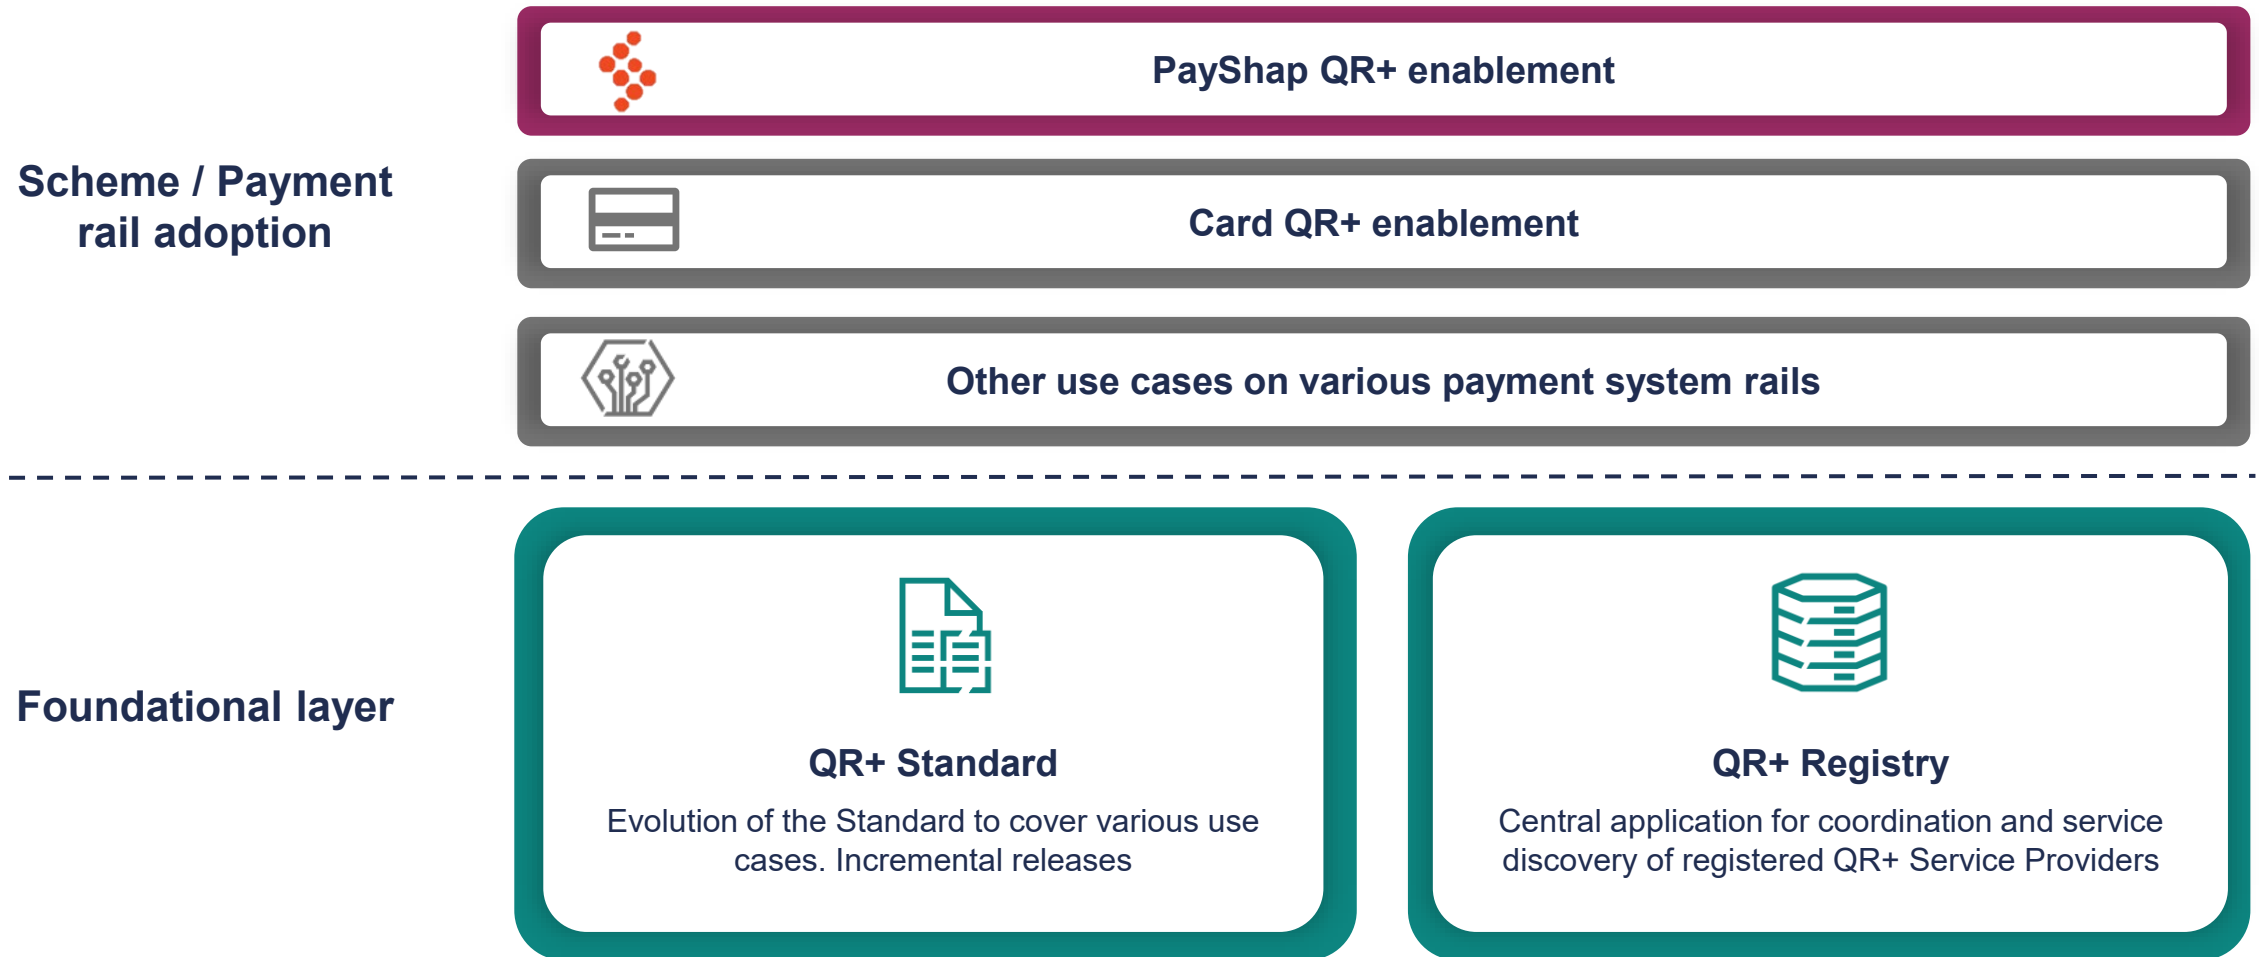 PayShap QR+ enablement
Scheme / Payment
rail adoption
Card QR+ enablement
Other use cases on various payment system rails
Foundational layer
QR+ Standard
Evolution of the Standard to cover various use
cases. Incremental releases
QR+ Registry
Central application for coordination and service
discovery of registered QR+ Service Providers